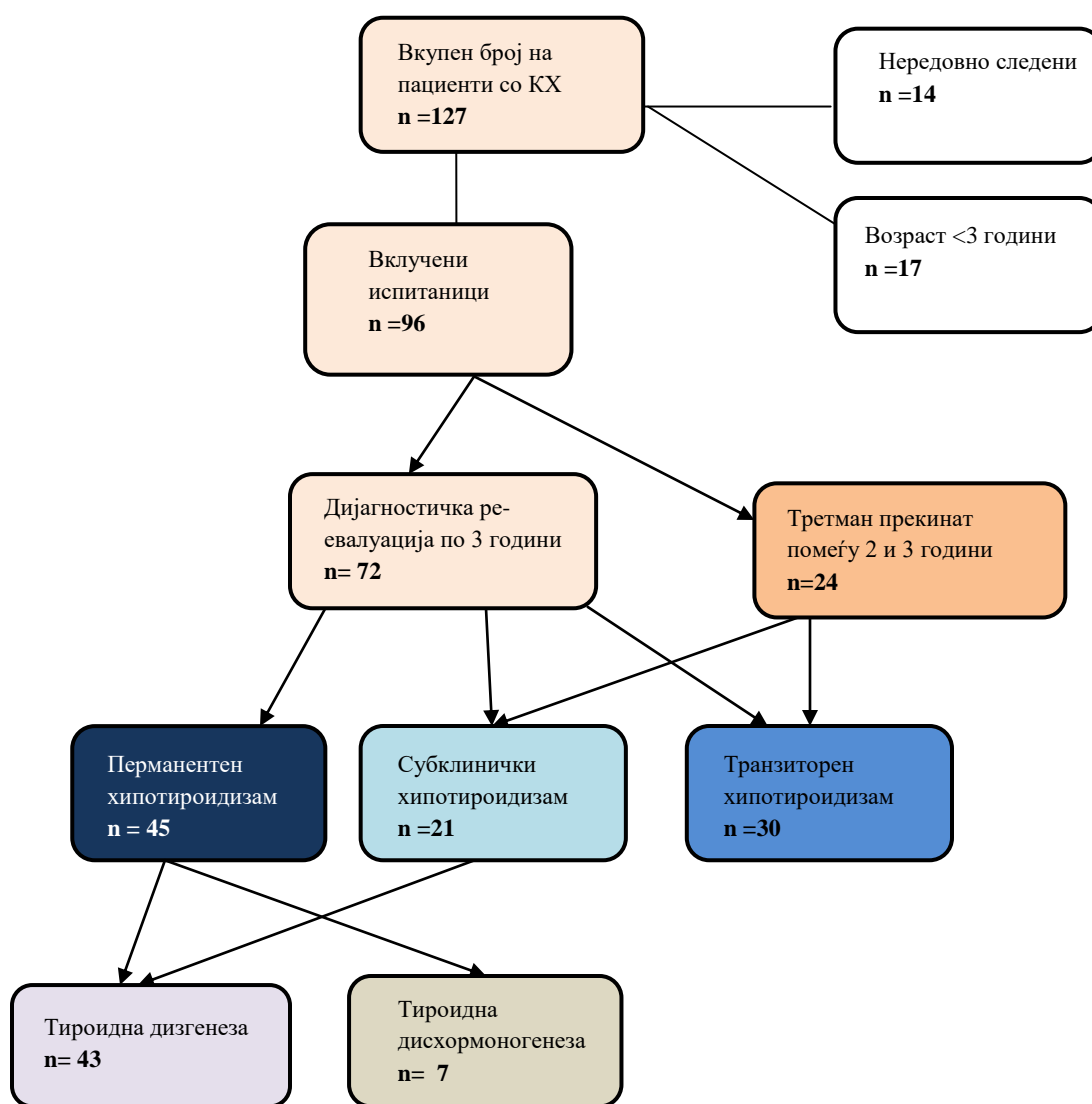 Вкупен број на
пациенти со КХ
n =127
Нередовно следени
n =14
Возраст <3 години
n =17
Вклучени
испитаници
n =96
Дијагностичка ре-
евалуација по 3 години
n= 72
Третман прекинат
помеѓу 2 и 3 години
n=24
Перманентен
хипотироидизам
n = 45
Субклинички
хипотироидизам
n =21
Транзиторен
хипотироидизам
n =30
Тироидна дизгенеза
n= 43
Тироидна
дисхормоногенеза
n= 7